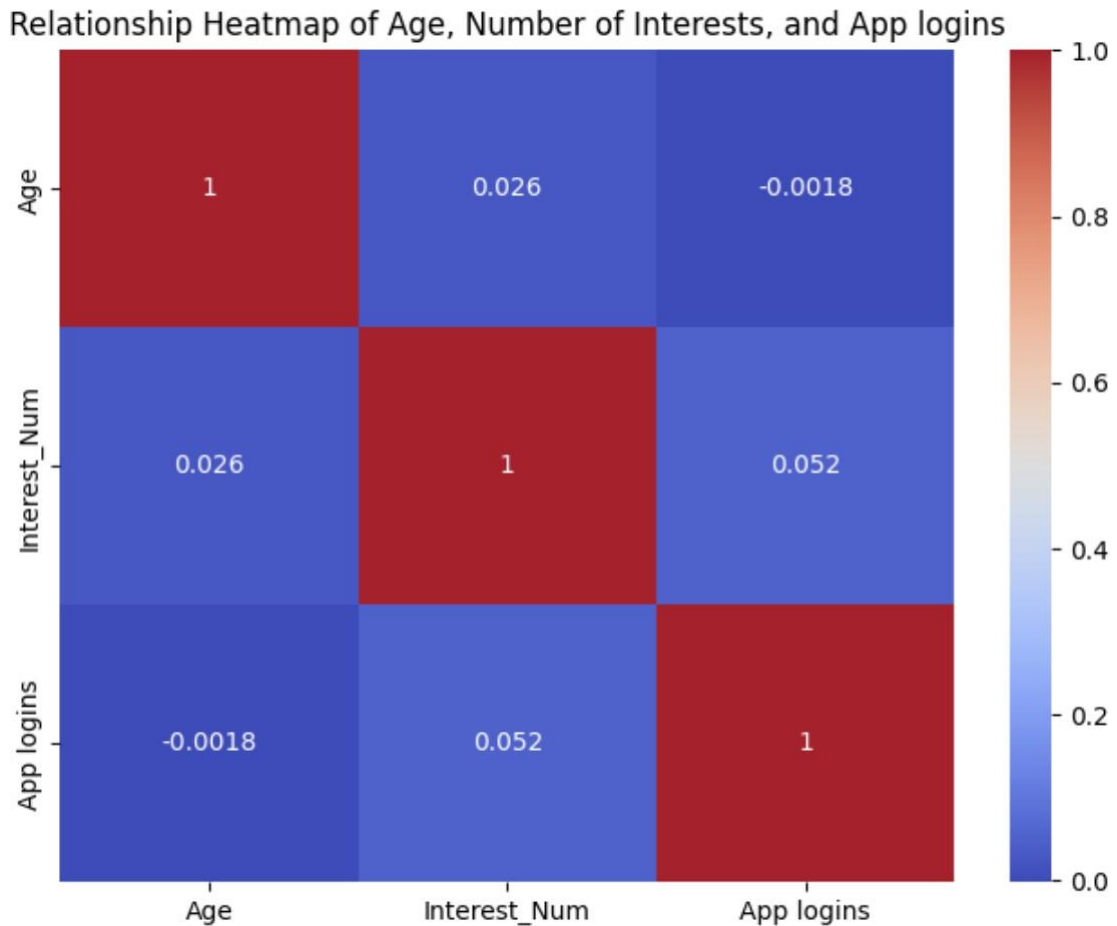 Relationship Heatmap of Age, Number of Interests, and App logins
1.0
Age
1
0.026
-0.0018
0.8
0.6
Interest_Num
0.026
1
0.052
0.4
0.2
App logins
-0.0018
0.052
1
0.0
Age
Interest_Num
App logins